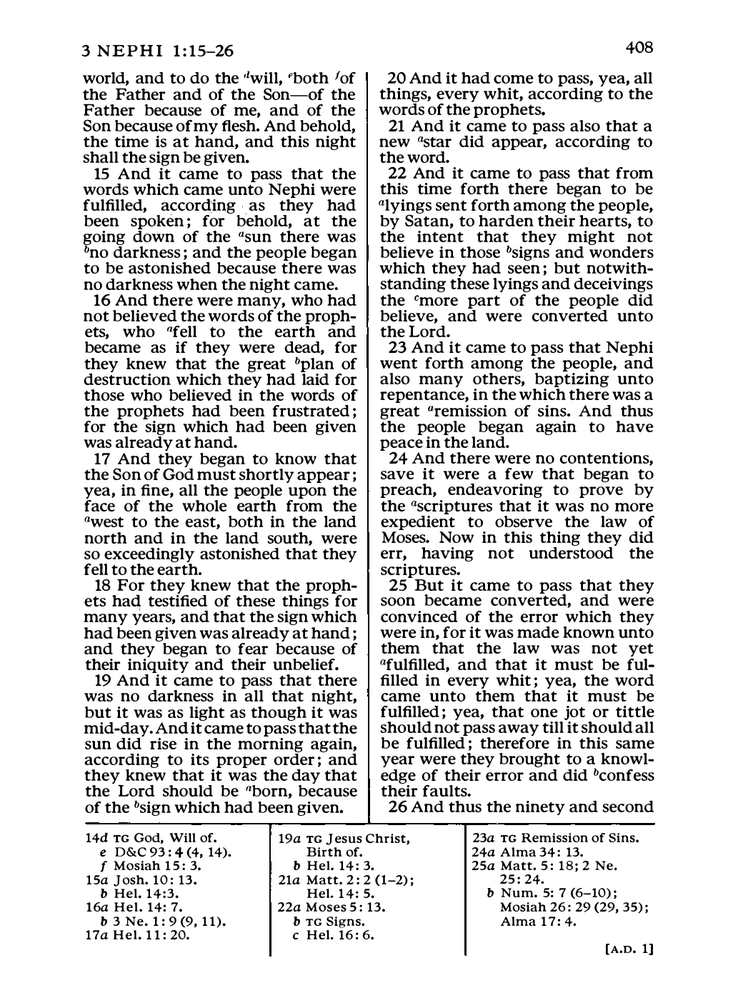 3 NEPHI 1:15–26
408
world, and to do the dwill, eboth fof
the Father and of the Son—of the
Father because of me, and of the
Son because of my flesh. And behold,
the time is at hand, and this night
shall the sign be given.
15 And it came to pass that the
words which came unto Nephi were
fulfilled, according as they had
been spoken; for behold, at the
going down of the asun there was
bno darkness; and the people began
to be astonished because there was
no darkness when the night came.
16 And there were many, who had
not believed the words of the proph-
ets, who afell to the earth and
became as if they were dead, for
they knew that the great bplan of
destruction which they had laid for
those who believed in the words of
the prophets had been frustrated;
for the sign which had been given
was already at hand.
17 And they began to know that
the Son of God must shortly appear;
yea, in fine, all the people upon the
face of the whole earth from the
awest to the east, both in the land
north and in the land south, were
so exceedingly astonished that they
fell to the earth.
18 For they knew that the proph-
ets had testified of these things for
many years, and that the sign which
had been given was already at hand;
and they began to fear because of
their iniquity and their unbelief.
19 And it came to pass that there
was no darkness in all that night,
but it was as light as though it was
mid-day. And it came to pass that the
sun did rise in the morning again,
according to its proper order; and
they knew that it was the day that
the Lord should be aborn, because
of the bsign which had been given.
20 And it had come to pass, yea, all
things, every whit, according to the
words of the prophets.
21 And it came to pass also that a
new astar did appear, according to
the word.
22 And it came to pass that from
this time forth there began to be
alyings sent forth among the people,
by Satan, to harden their hearts, to
the intent that they might not
believe in those bsigns and wonders
which they had seen; but notwith-
standing these lyings and deceivings
the cmore part of the people did
believe, and were converted unto
the Lord.
23 And it came to pass that Nephi
went forth among the people, and
also many others, baptizing unto
repentance, in the which there was a
great aremission of sins. And thus
the people began again to have
peace in the land.
24 And there were no contentions,
save it were a few that began to
preach, endeavoring to prove by
the ascriptures that it was no more
expedient to observe the law of
Moses. Now in this thing they did
err, having not understood the
scriptures.
25 But it came to pass that they
soon became converted, and were
convinced of the error which they
were in, for it was made known unto
them that the law was not yet
afulfilled, and that it must be ful-
filled in every whit; yea, the word
came unto them that it must be
fulfilled; yea, that one jot or tittle
should not pass away till it should all
be fulfilled; therefore in this same
year were they brought to a knowl-
edge of their error and did bconfess
their faults.
26 And thus the ninety and second
14d TG God, Will of.
e D&C 93: 4 (4, 14).
f Mosiah 15: 3.
15a Josh. 10: 13.
b Hel. 14:3.
16a Hel. 14: 7.
b 3 Ne. 1: 9 (9, 11).
17a Hel. 11: 20.
19a TG Jesus Christ,
Birth of.
b Hel. 14: 3.
21a Matt. 2: 2 (1–2);
Hel. 14: 5.
22a Moses 5: 13.
b TG Signs.
c Hel. 16: 6.
23a TG Remission of Sins.
24a Alma 34: 13.
25a Matt. 5: 18; 2 Ne.
25: 24.
b Num. 5: 7 (6–10);
Mosiah 26: 29 (29, 35);
Alma 17: 4.
[A.D. 1]